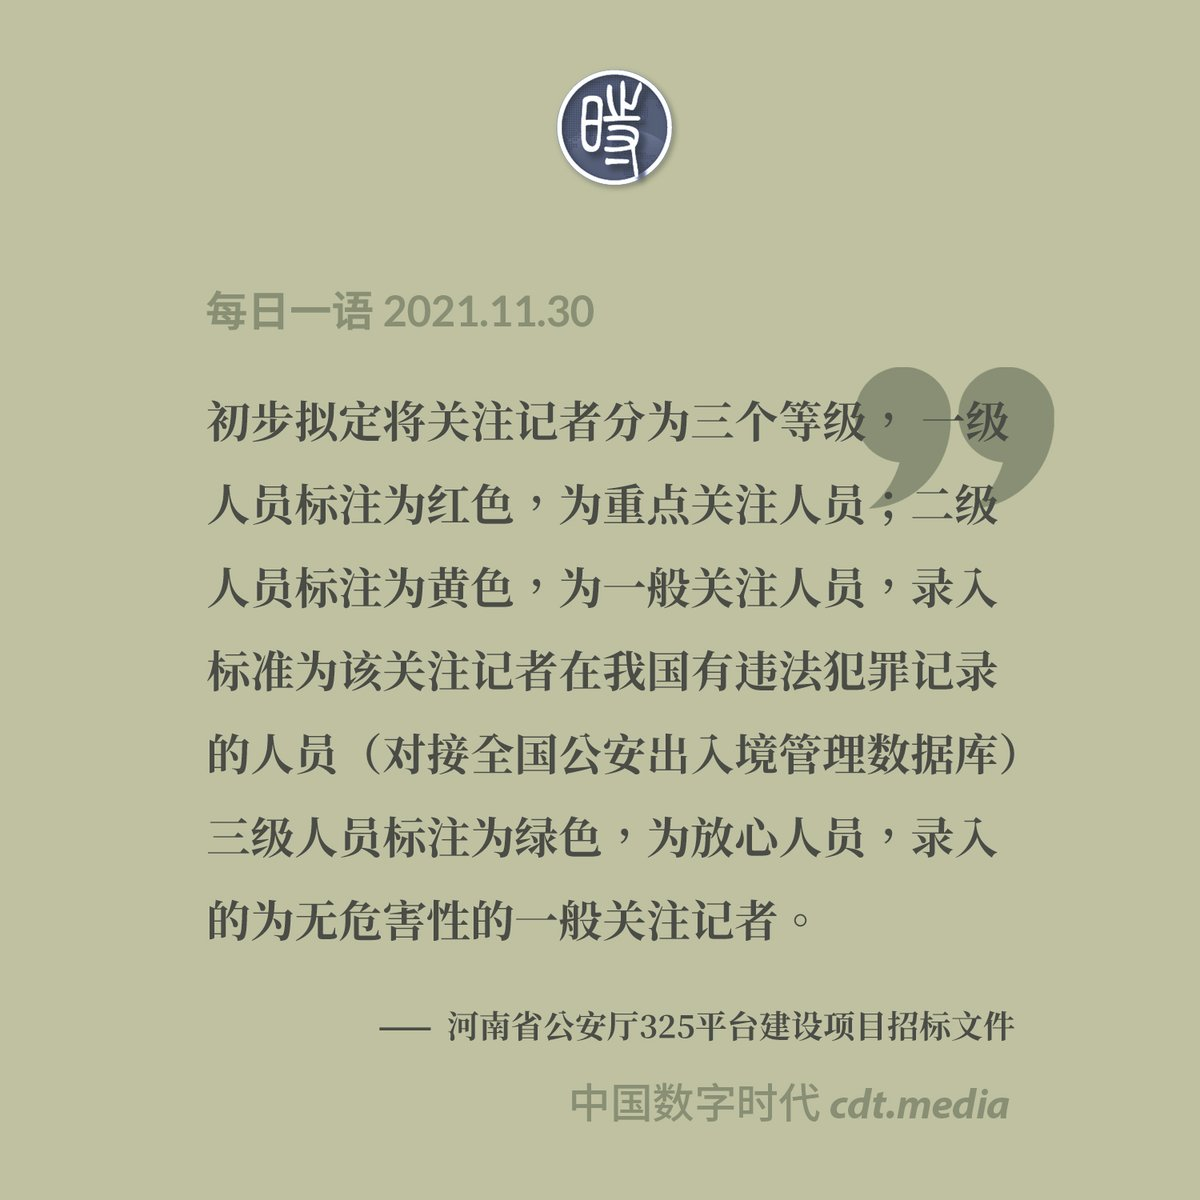 時
每日一语 2021.11.30
初步拟定将关注记者分为三个等级，一级
人员标注为红色，为重点关注人员；二级
人员标注为黄色，为一般关注人员，录入
标准为该关注记者在我国有违法犯罪记录
的人员（对接全国公安出入境管理数据库）
三级人员标注为绿色，为放心人员，录入
的为无危害性的一般关注记者。
—— 河南省公安厅325平台建设项目招标文件
中国数字时代 cdt.media